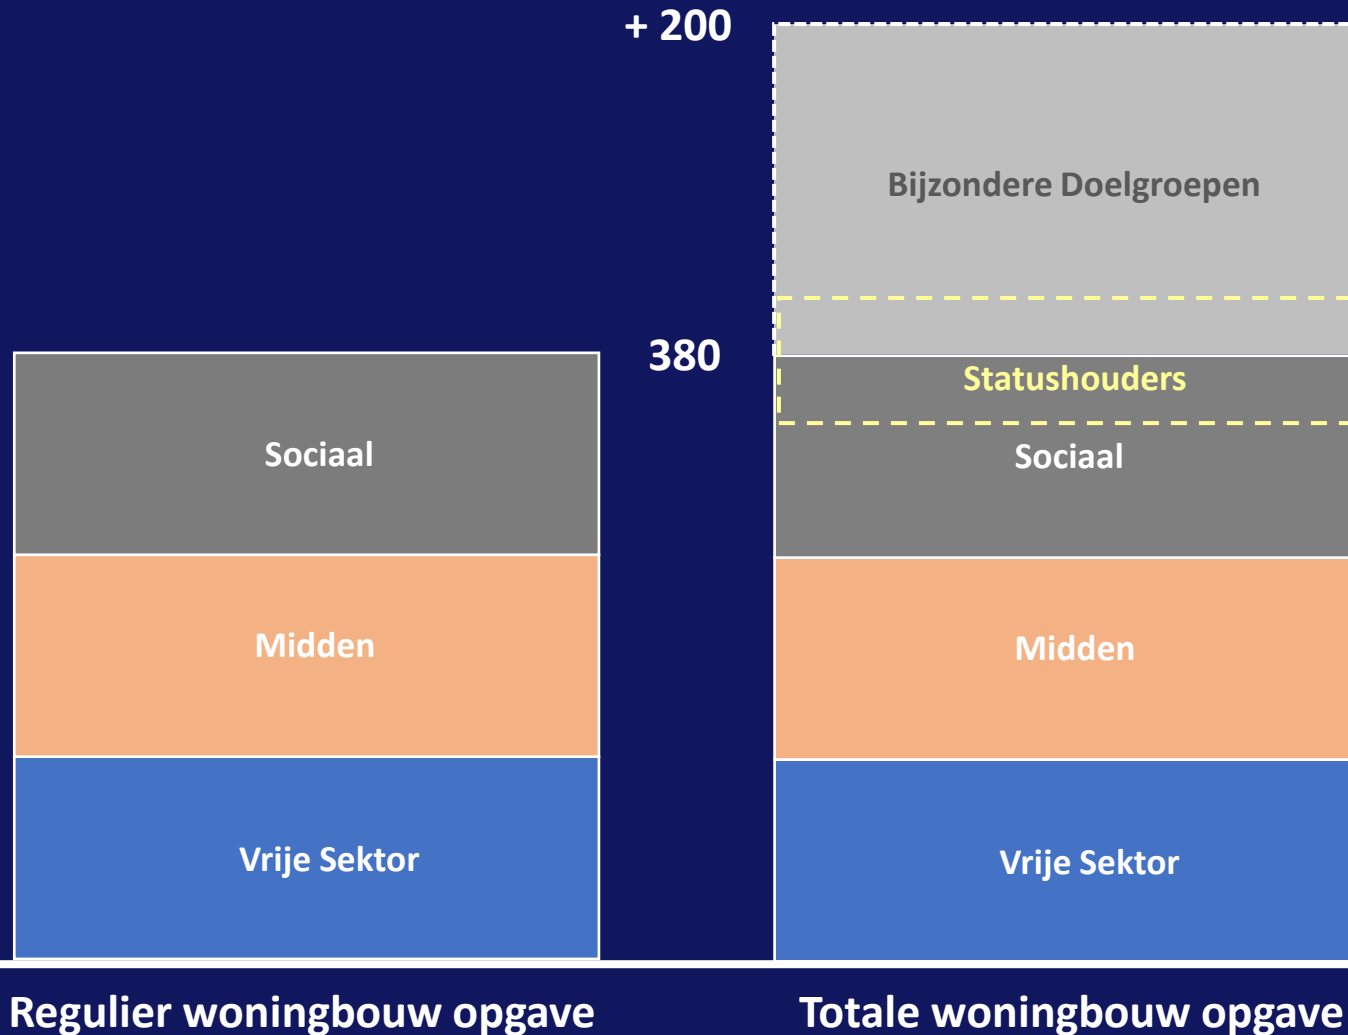 + 200
Bijzondere Doelgroepen
380
Statushouders
Sociaal
Sociaal
Midden
Midden
Vrije Sektor
Vrije Sektor
Regulier woningbouw opgave
Totale woningbouw opgave